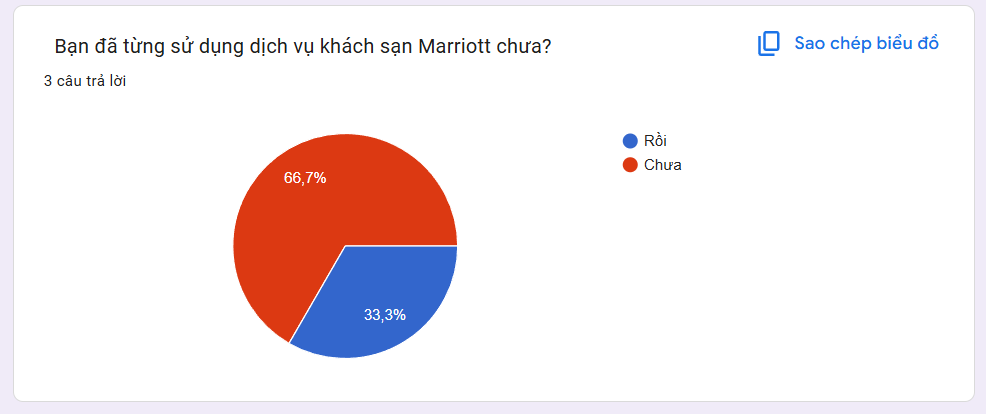 Bạn đã từng sử dụng dịch vụ khách sạn Marriott chưa?
Sao chép biểu đồ
3 câu trả lời
Rồi
Chưa
66,7%
33,3%